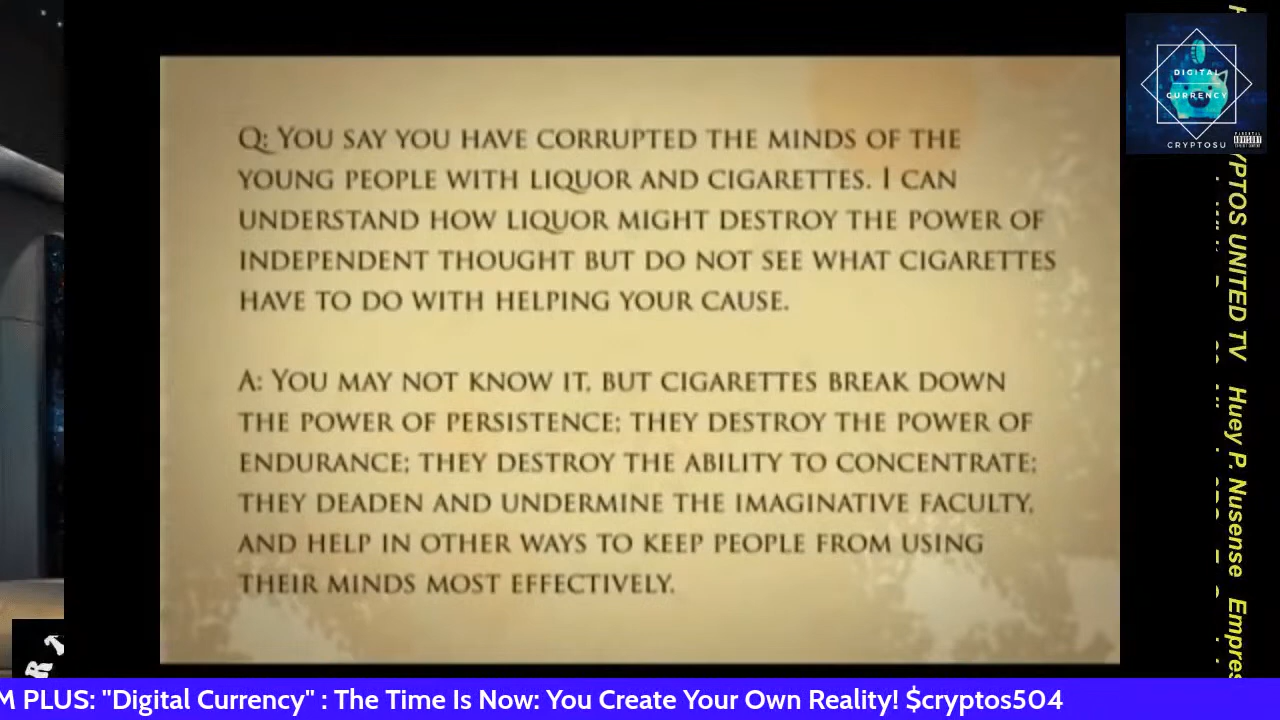 Q: You say you have corrupted the minds of the
young people with liquor and cigarettes. I can
understand how liquor might destroy the power of
independent thought but do not see what cigarettes
have to do with helping your cause.
A: You may not know it, but cigarettes break down
the power of persistence; they destroy the power of
endurance; they destroy the ability to concentrate;
they deaden and undermine the imaginative faculty,
and help in other ways to keep people from using
their minds most effectively.
DIGITAL
CURRENCY
CRYPTOSU
PARENTAL
ADVISORY
EXPLICIT CONTENT
YPTOS UNITED TV Huey P. Nusense Empres
M PLUS: "Digital Currency" : The Time Is Now: You Create Your Own Reality! $cryptos504